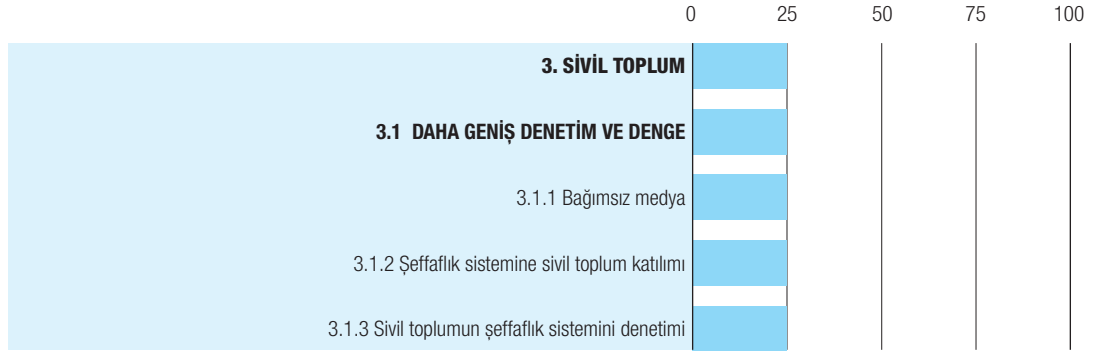 0 25 50 75 100
3. SİVİL TOPLUM
3.1 DAHA GENİŞ DENETİM VE DENGE
3.1.1 Bağımsız medya
3.1.2 Şeffaflık sistemine sivil toplum katılımı
3.1.3 Sivil toplumun şeffaflık sistemini denetimi